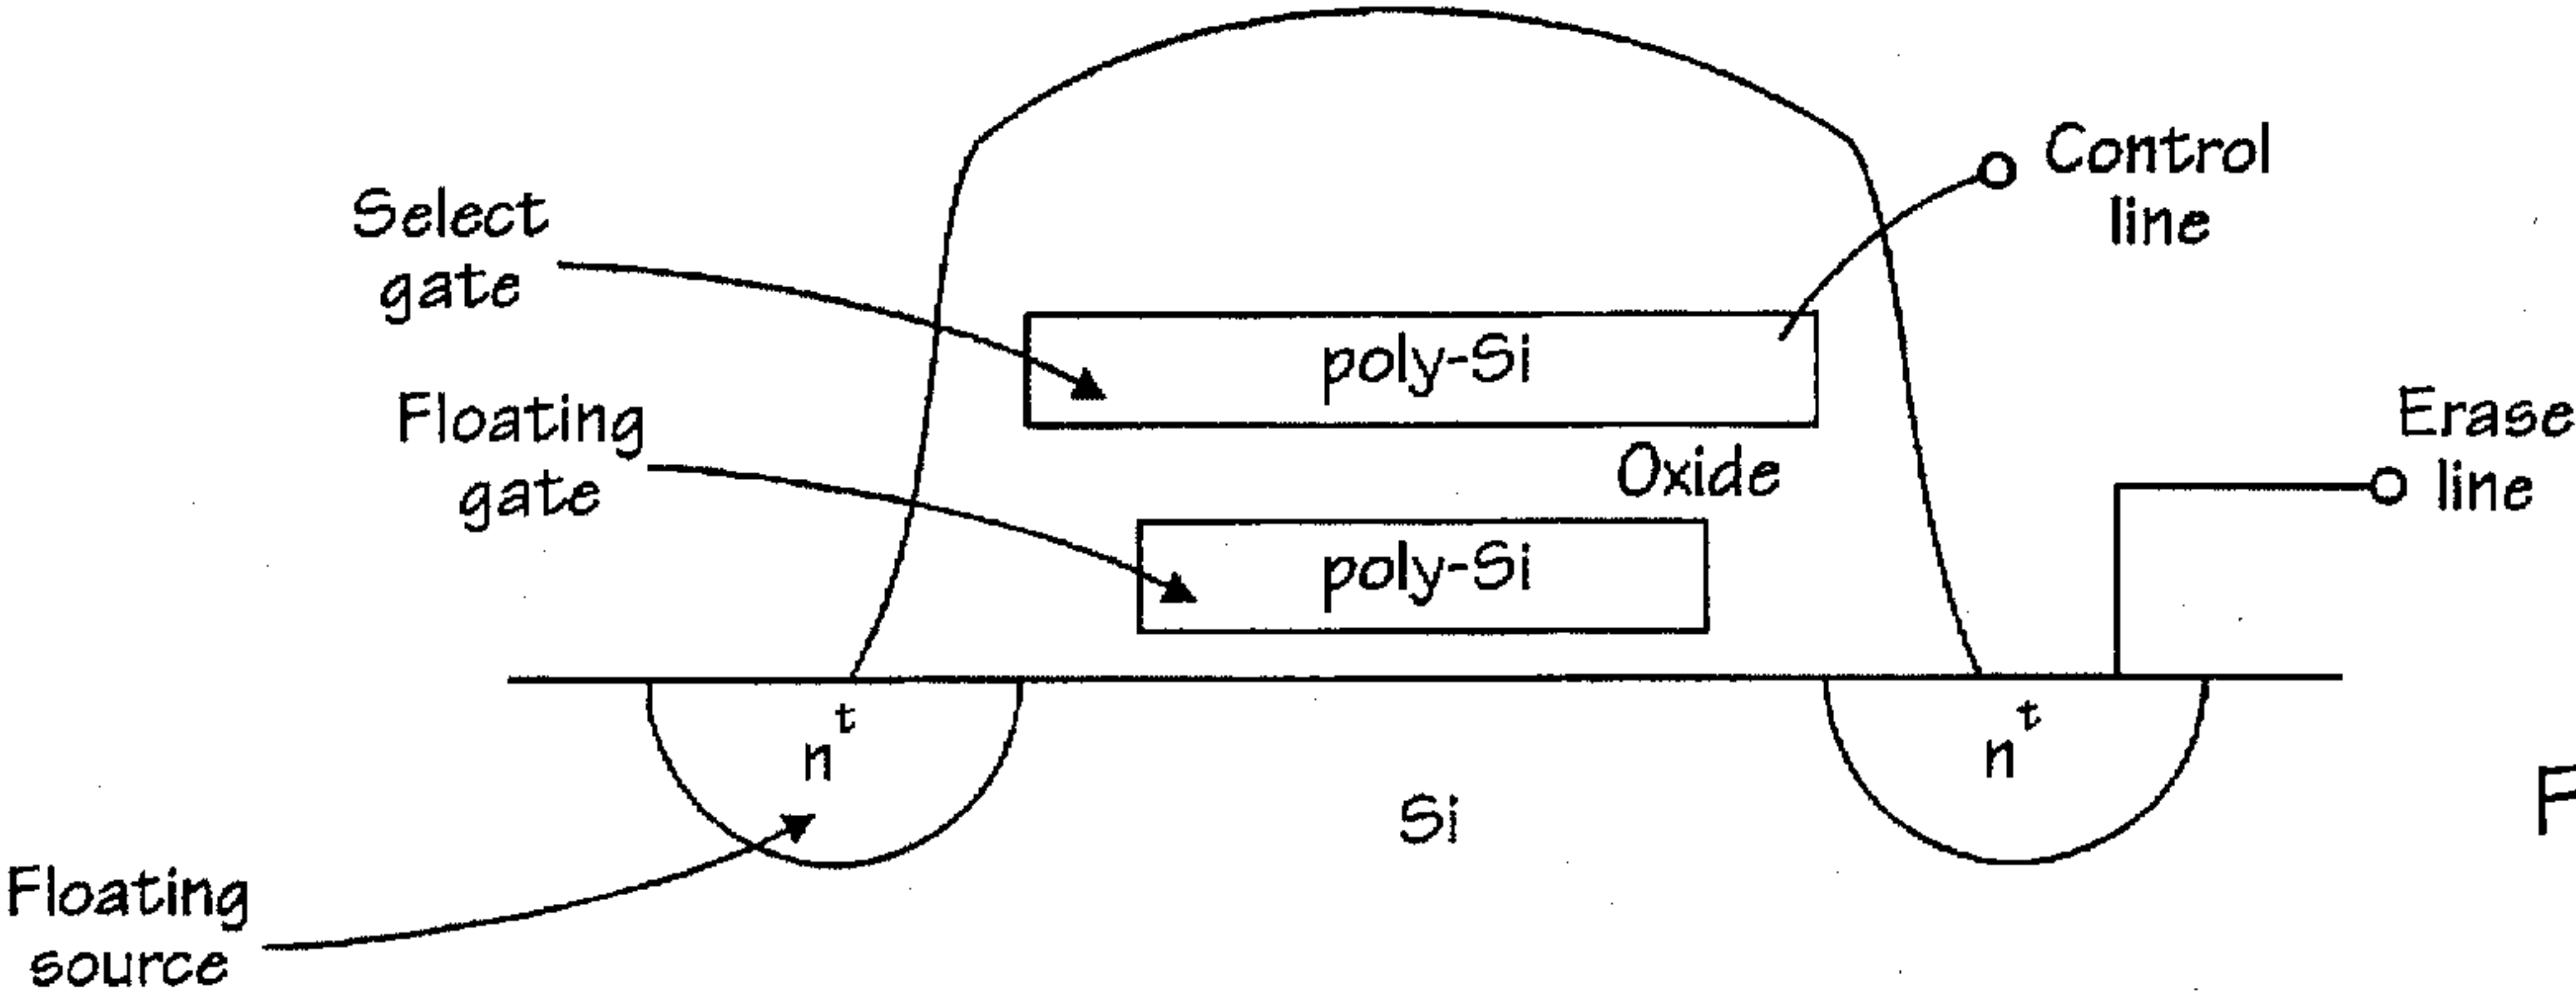 Select
gate
Control
line
poly-Si
Floating
gate
Oxide
Erase
line
poly-Si
n^t
n^t
Si
F
Floating
source